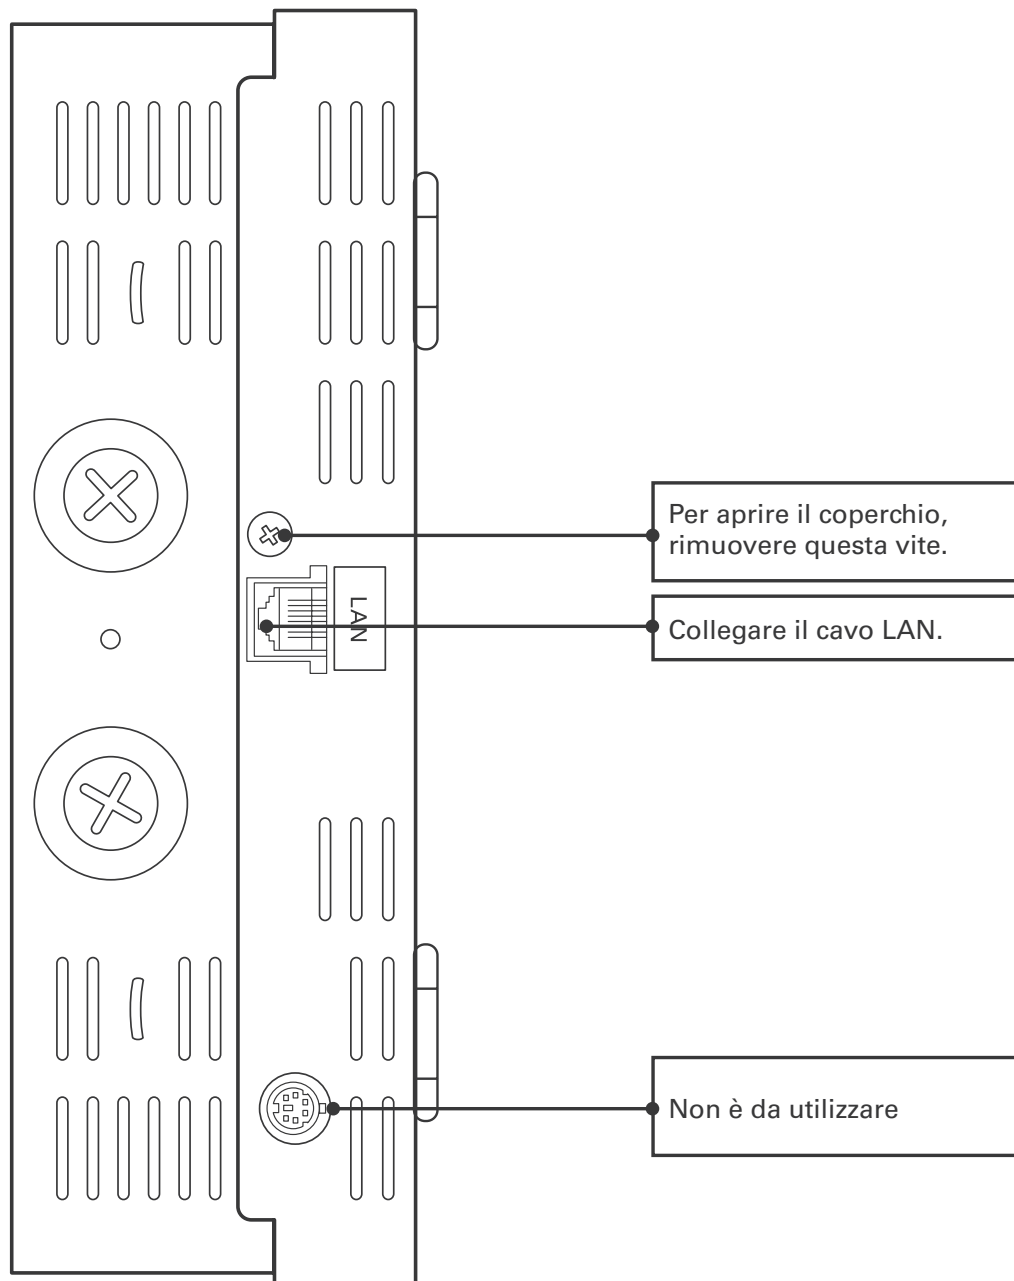 Per aprire il coperchio,
rimuovere questa vite.
LAN
Collegare il cavo LAN.
Non è da utilizzare